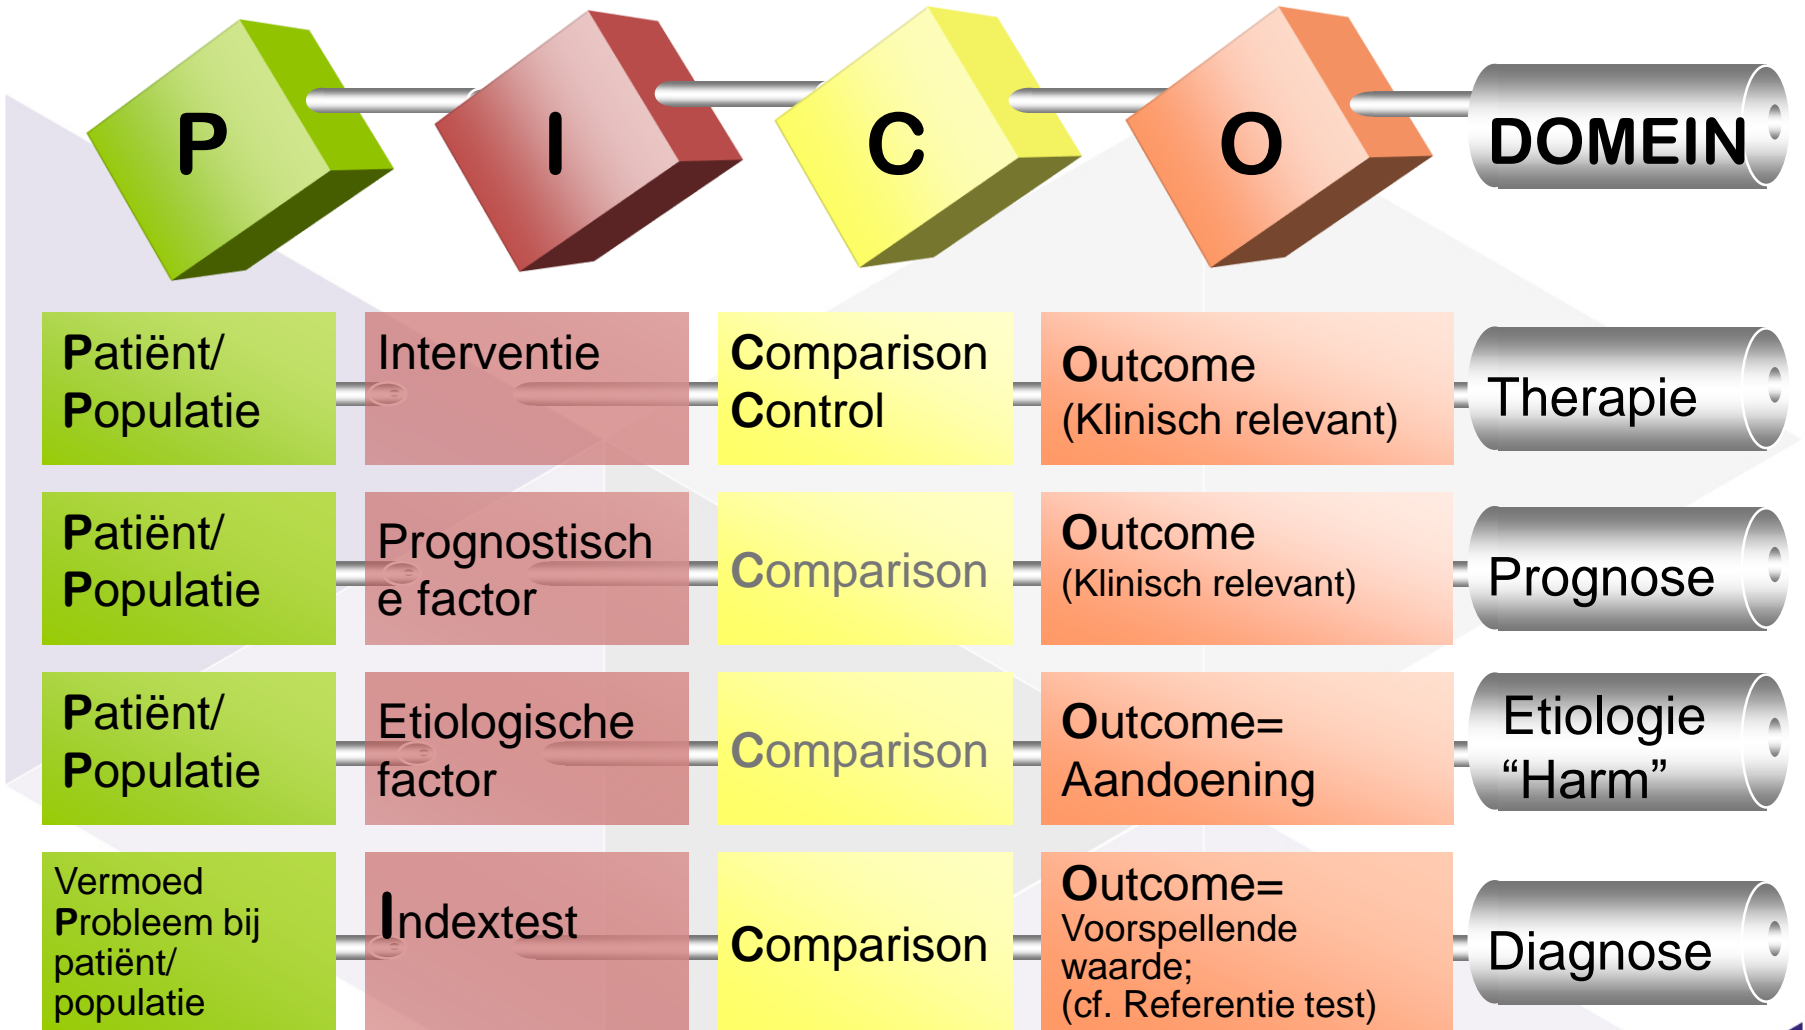 P I C O DOMEIN
Patiënt/
Populatie
Interventie
Comparison
Control
Outcome
(Klinisch relevant)
Therapie
Patiënt/
Populatie
Prognostisch
e factor
Comparison
Outcome
(Klinisch relevant)
Prognose
Patiënt/
Populatie
Etiologische
factor
Comparison
Outcome=
Aandoening
Etiologie
“Harm”
Vermoed
Probleem bij
patiënt/
populatie
Indextest
Comparison
Outcome=
Voorspellende
waarde;
(cf. Referentie test)
Diagnose